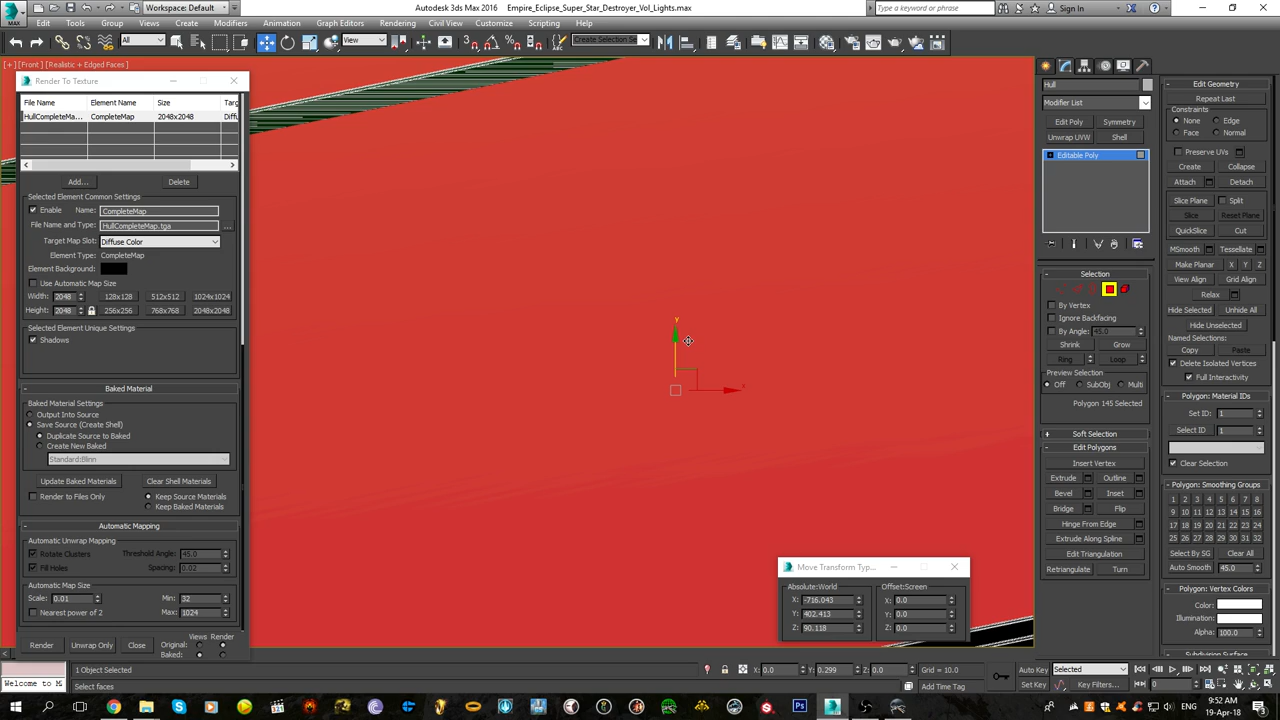 Workspace: Default
Autodesk 3ds Max 2016 Empire_Eclipse_Super_Star_Destroyer_Vol_Lights.max
Type a keyword or phrase
Sign In
MAX
Edit Tools Group Views Create Modifiers Animation Graph Editors Rendering Civil View Customize Scripting Help
All
View
Create Selection Se
[+] [Front] [Realistic + Edged Faces]
Render To Texture
File Name Element Name Size Targ
HullCompleteMa... CompleteMap 2048x2048 Diffu
Add... Delete
Selected Element Common Settings
Enable Name: CompleteMap
File Name and Type: HullCompleteMap.tga ...
Target Map Slot: Diffuse Color
Element Type: CompleteMap
Element Background:
Use Automatic Map Size
Width: 2048 128x128 512x512 1024x1024
Height: 2048 256x256 768x768 2048x2048
Selected Element Unique Settings
Shadows
Baked Material
Baked Material Settings
Output Into Source
Save Source (Create Shell)
Duplicate Source to Baked
Create New Baked
Standard:Blinn
Update Baked Materials Clear Shell Materials
Render to Files Only Keep Source Materials
Keep Baked Materials
Automatic Mapping
Automatic Unwrap Mapping
Rotate Clusters Threshold Angle: 45.0
Fill Holes Spacing: 0.02
Automatic Map Size
Scale: 0.01 Min: 32
Nearest power of 2 Max: 1024
Views Render
Render Unwrap Only Close Original:
Baked:
y
x
Move Transform Typ...
Absolute:World Offset:Screen
X: -716.043 X: 0.0
Y: 402.413 Y: 0.0
Z: 90.118 Z: 0.0
Hull
Modifier List
Edit Poly Symmetry
Unwrap UVW Shell
Editable Poly
Selection
By Vertex
Ignore Backfacing
By Angle: 45.0
Shrink Grow
Ring Loop
Preview Selection
Off SubObj Multi
Polygon 145 Selected
Soft Selection
Edit Polygons
Insert Vertex
Extrude Outline
Bevel Inset
Bridge Flip
Hinge From Edge
Extrude Along Spline
Edit Triangulation
Retriangulate Turn
Edit Geometry
Repeat Last
Constraints
None Edge
Face Normal
Preserve UVs
Create Collapse
Attach Detach
Slice Plane Split
Slice Reset Plane
QuickSlice Cut
MSmooth Tessellate
Make Planar X Y Z
View Align Grid Align
Relax
Hide Selected Unhide All
Hide Unselected
Named Selections:
Copy Paste
Delete Isolated Vertices
Full Interactivity
Polygon: Material IDs
Set ID: 1
Select ID 1
Clear Selection
Polygon: Smoothing Groups
1 2 3 4 5 6 7 8
9 10 11 12 13 14 15 16
17 18 19 20 21 22 23 24
25 26 27 28 29 30 31 32
Select By SG Clear All
Auto Smooth 45.0
Polygon: Vertex Colors
Color:
Illumination:
Alpha: 100.0
Subdivision Surface
1 Object Selected
X: 0.0 Y: 0.299 Z: 0.0 Grid = 10.0
Auto Key Selected
Welcome to M Select faces
Add Time Tag
Set Key Key Filters... 0
9:52 AM
19-Apr-18